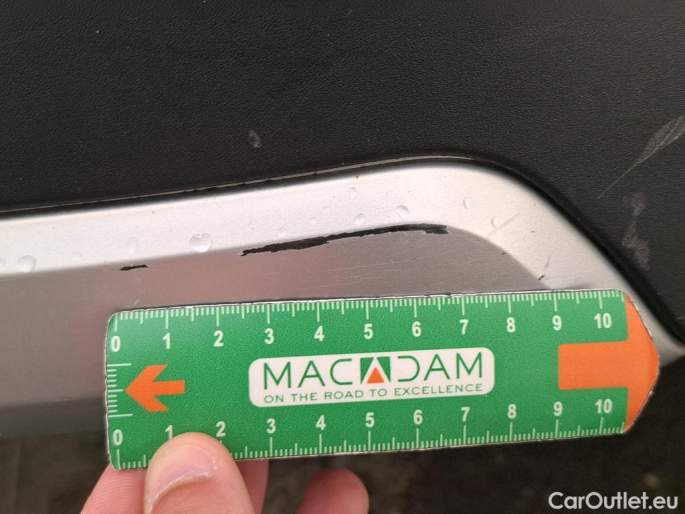 0 1 2 3 4 5 6 7 8 9 10
MACADAM
ON THE ROAD TO EXCELLENCE
0 1 2 3 4 5 6 7 8 9 10
CarOutlet.eu